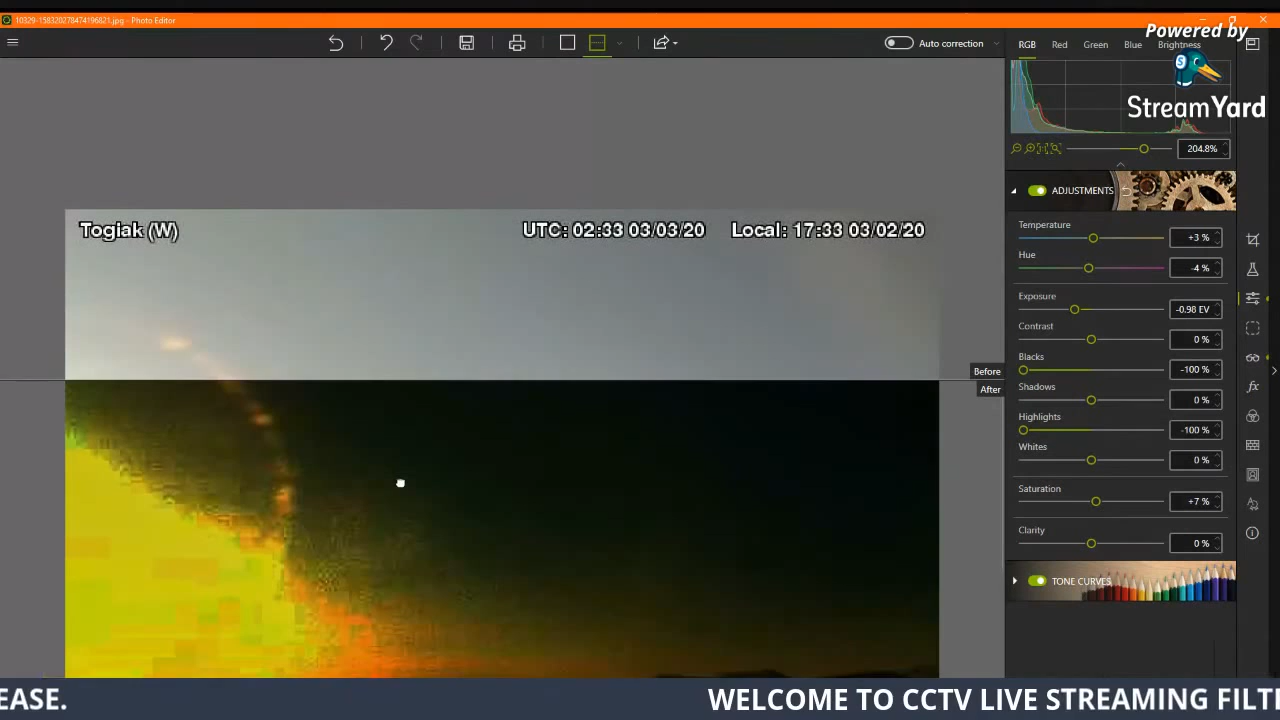 10329-158320278474196821.jpg - Photo Editor
Powered by
StreamYard
Auto correction
RGB Red Green Blue Brightness
204.8%
ADJUSTMENTS
Temperature
+3 %
Hue
-4 %
Exposure
-0.98 EV
Contrast
0 %
Blacks
-100 %
Shadows
0 %
Highlights
-100 %
Whites
0 %
Saturation
+7 %
Clarity
0 %
TONE CURVES
Togiak (W) UTC: 02:33 03/03/20 Local: 17:33 03/02/20
Before
After
EASE. WELCOME TO CCTV LIVE STREAMING FILT